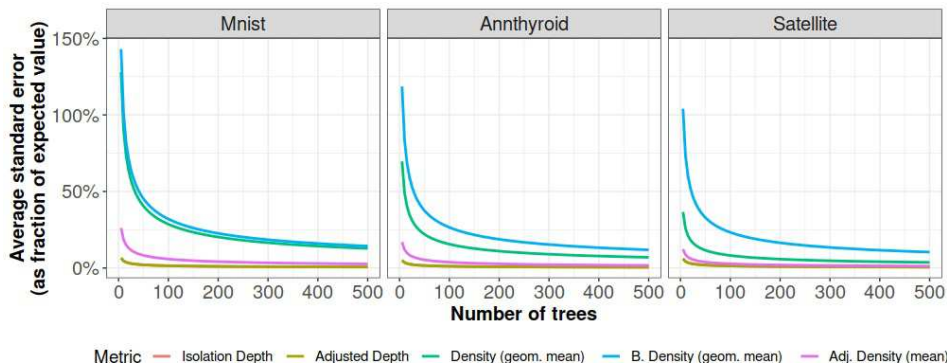 Mnist Annthyroid Satellite
Average standard error
(as fraction of expected value)
150%
100%
50%
0%
0 100 200 300 400 500 0 100 200 300 400 500 0 100 200 300 400 500
Number of trees
Metric Isolation Depth Adjusted Depth Density (geom. mean) B. Density (geom. mean) Adj. Density (mean)